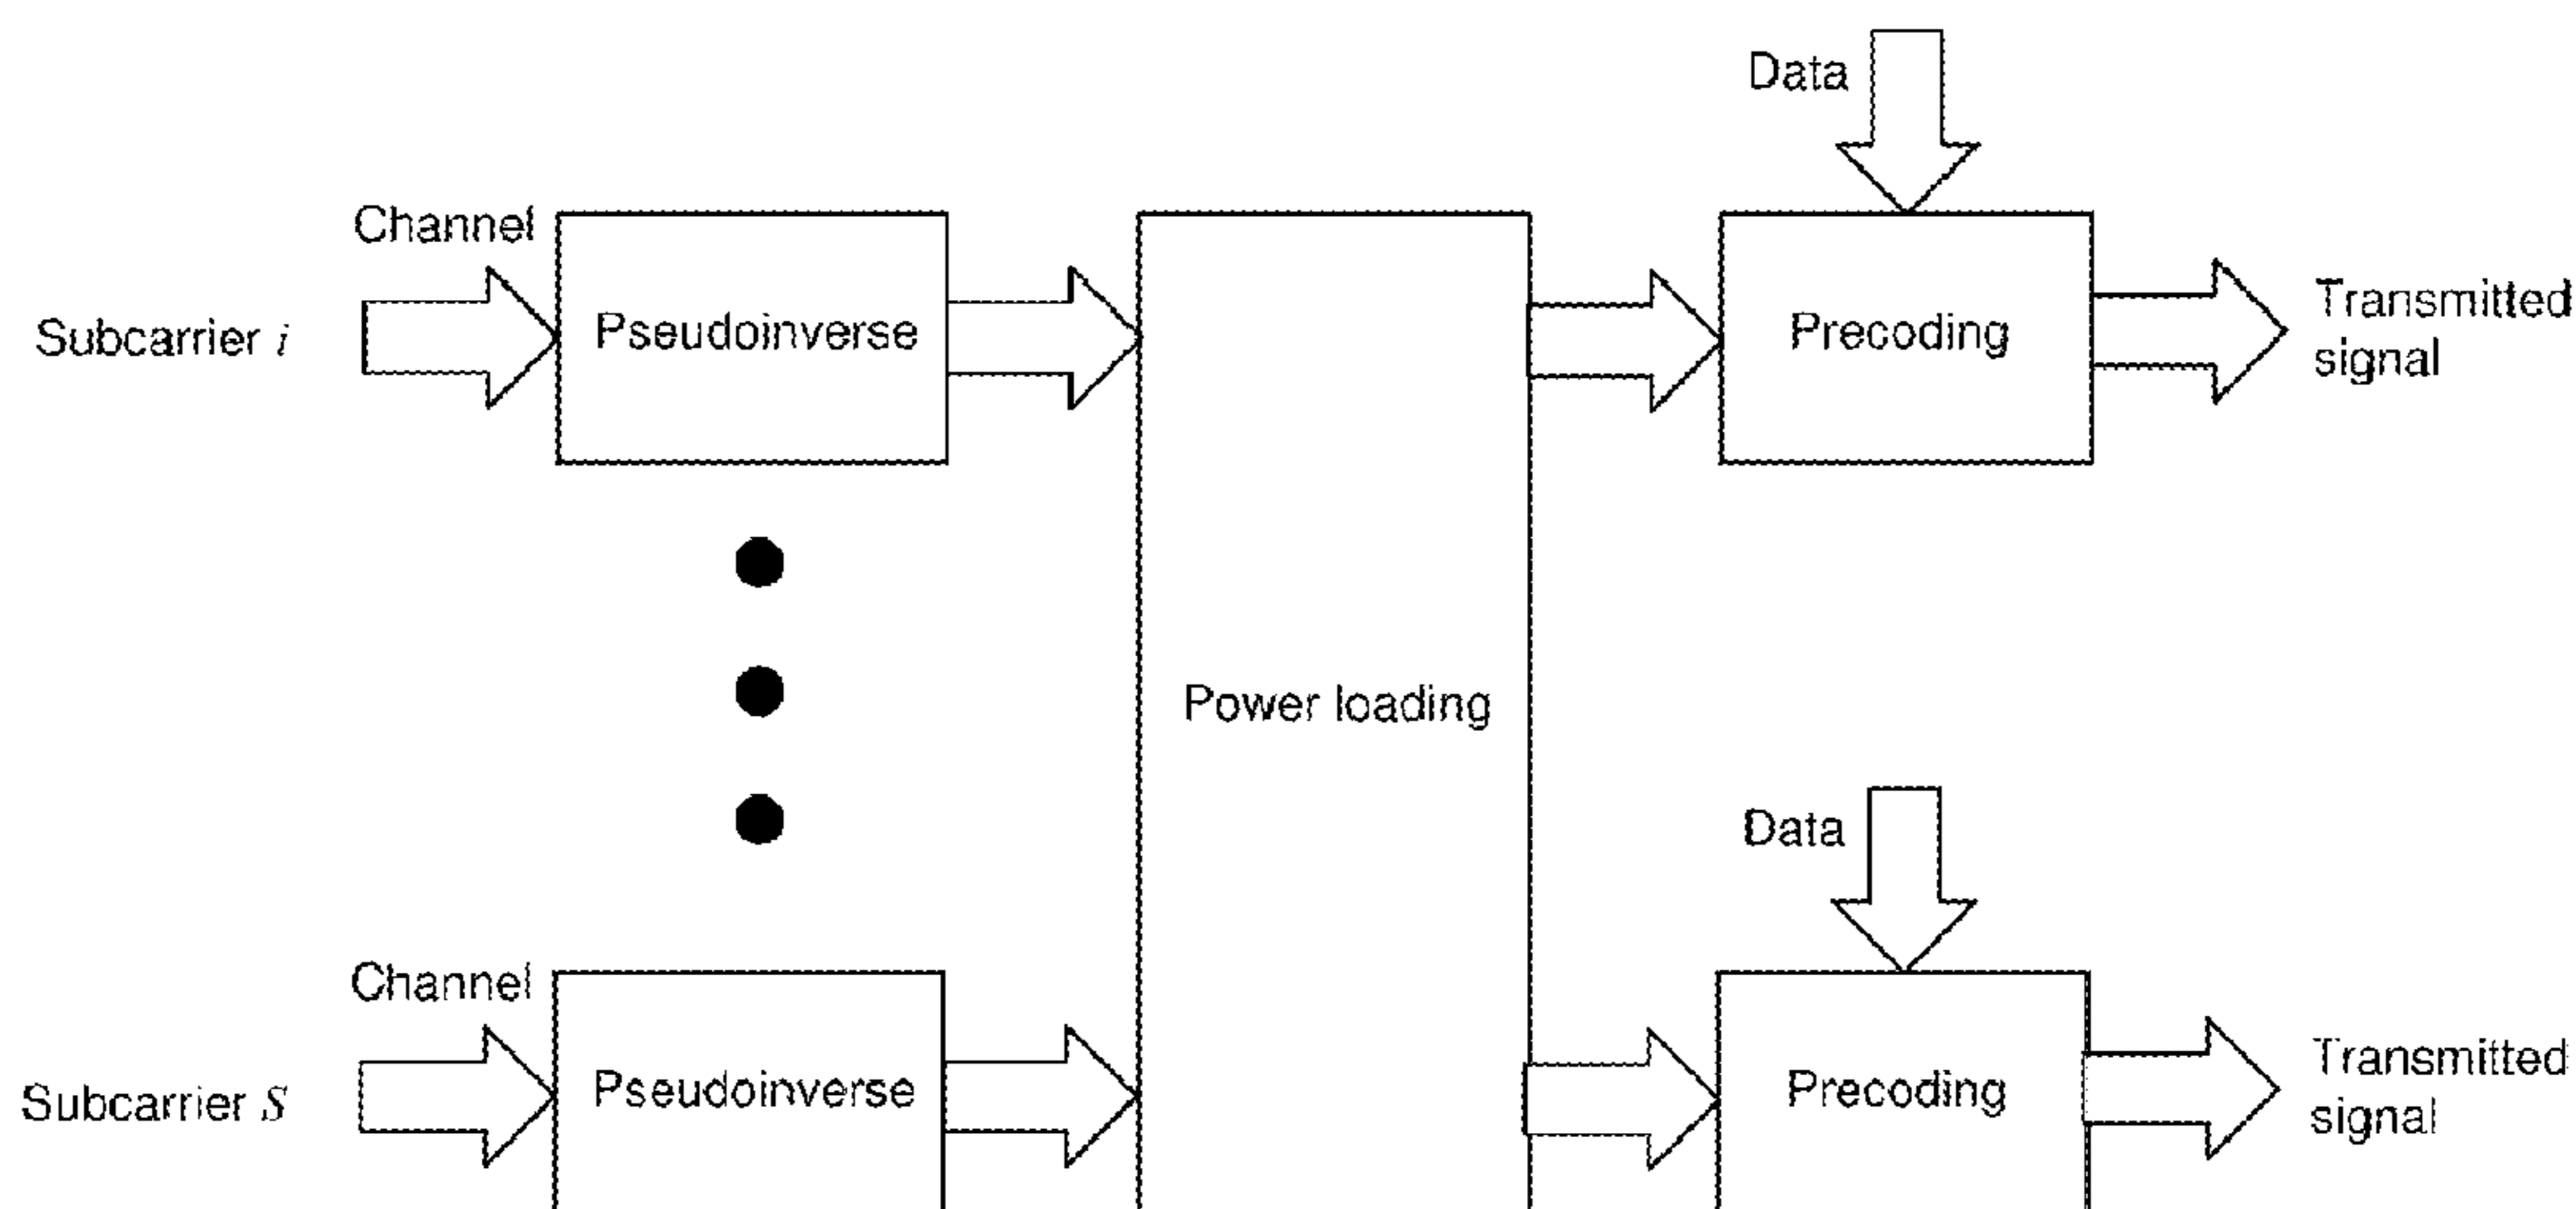 Data
Channel
Subcarrier i
Pseudoinverse
Precoding
Transmitted
signal
Power loading
Data
Channel
Subcarrier S
Pseudoinverse
Precoding
Transmitted
signal